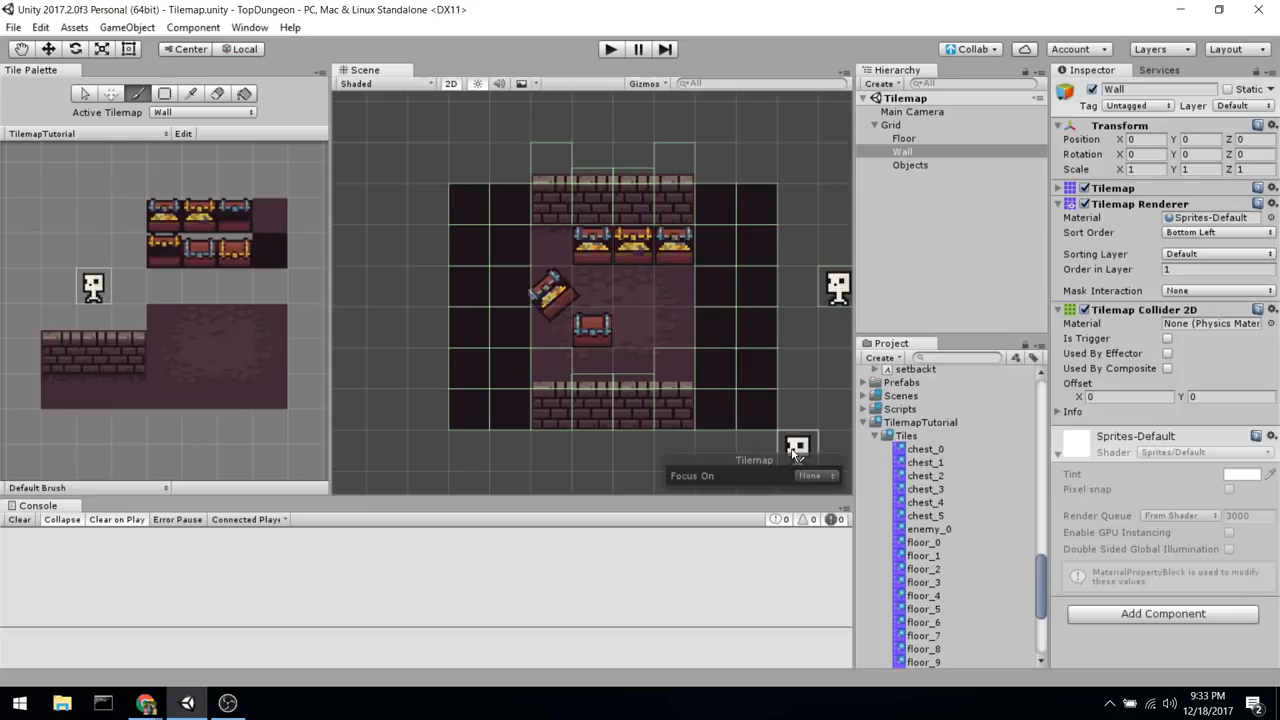 Unity 2017.2.0f3 Personal (64bit) - Tilemap.unity - TopDungeon - PC, Mac & Linux Standalone <DX11>
File Edit Assets GameObject Component Window Help
Center Local Collab Account Layers Layout
Tile Palette
Active Tilemap Wall
TilemapTutorial Edit
Default Brush
Scene
Shaded 2D Gizmos All
Tilemap
Focus On None
Console
Clear Collapse Clear on Play Error Pause Connected Playe 0 0 0
Hierarchy
Create All
Tilemap
Main Camera
Grid
Floor
Wall
Objects
Project
Create
setbackt
Prefabs
Scenes
Scripts
TilemapTutorial
Tiles
chest_0
chest_1
chest_2
chest_3
chest_4
chest_5
enemy_0
floor_0
floor_1
floor_2
floor_3
floor_4
floor_5
floor_6
floor_7
floor_8
floor_9
Inspector Services
Wall Static
Tag Untagged Layer Default
Transform
Position X 0 Y 0 Z 0
Rotation X 0 Y 0 Z 0
Scale X 1 Y 1 Z 1
Tilemap
Tilemap Renderer
Material Sprites-Default
Sort Order Bottom Left
Sorting Layer Default
Order in Layer 1
Mask Interaction None
Tilemap Collider 2D
Material None (Physics Mater
Is Trigger
Used By Effector
Used By Composite
Offset
X 0 Y 0
Info
Sprites-Default
Shader Sprites/Default
Tint
Pixel snap
Render Queue From Shader 3000
Enable GPU Instancing
Double Sided Global Illumination
MaterialPropertyBlock is used to modify
these values
Add Component
9:33 PM
12/18/2017
2